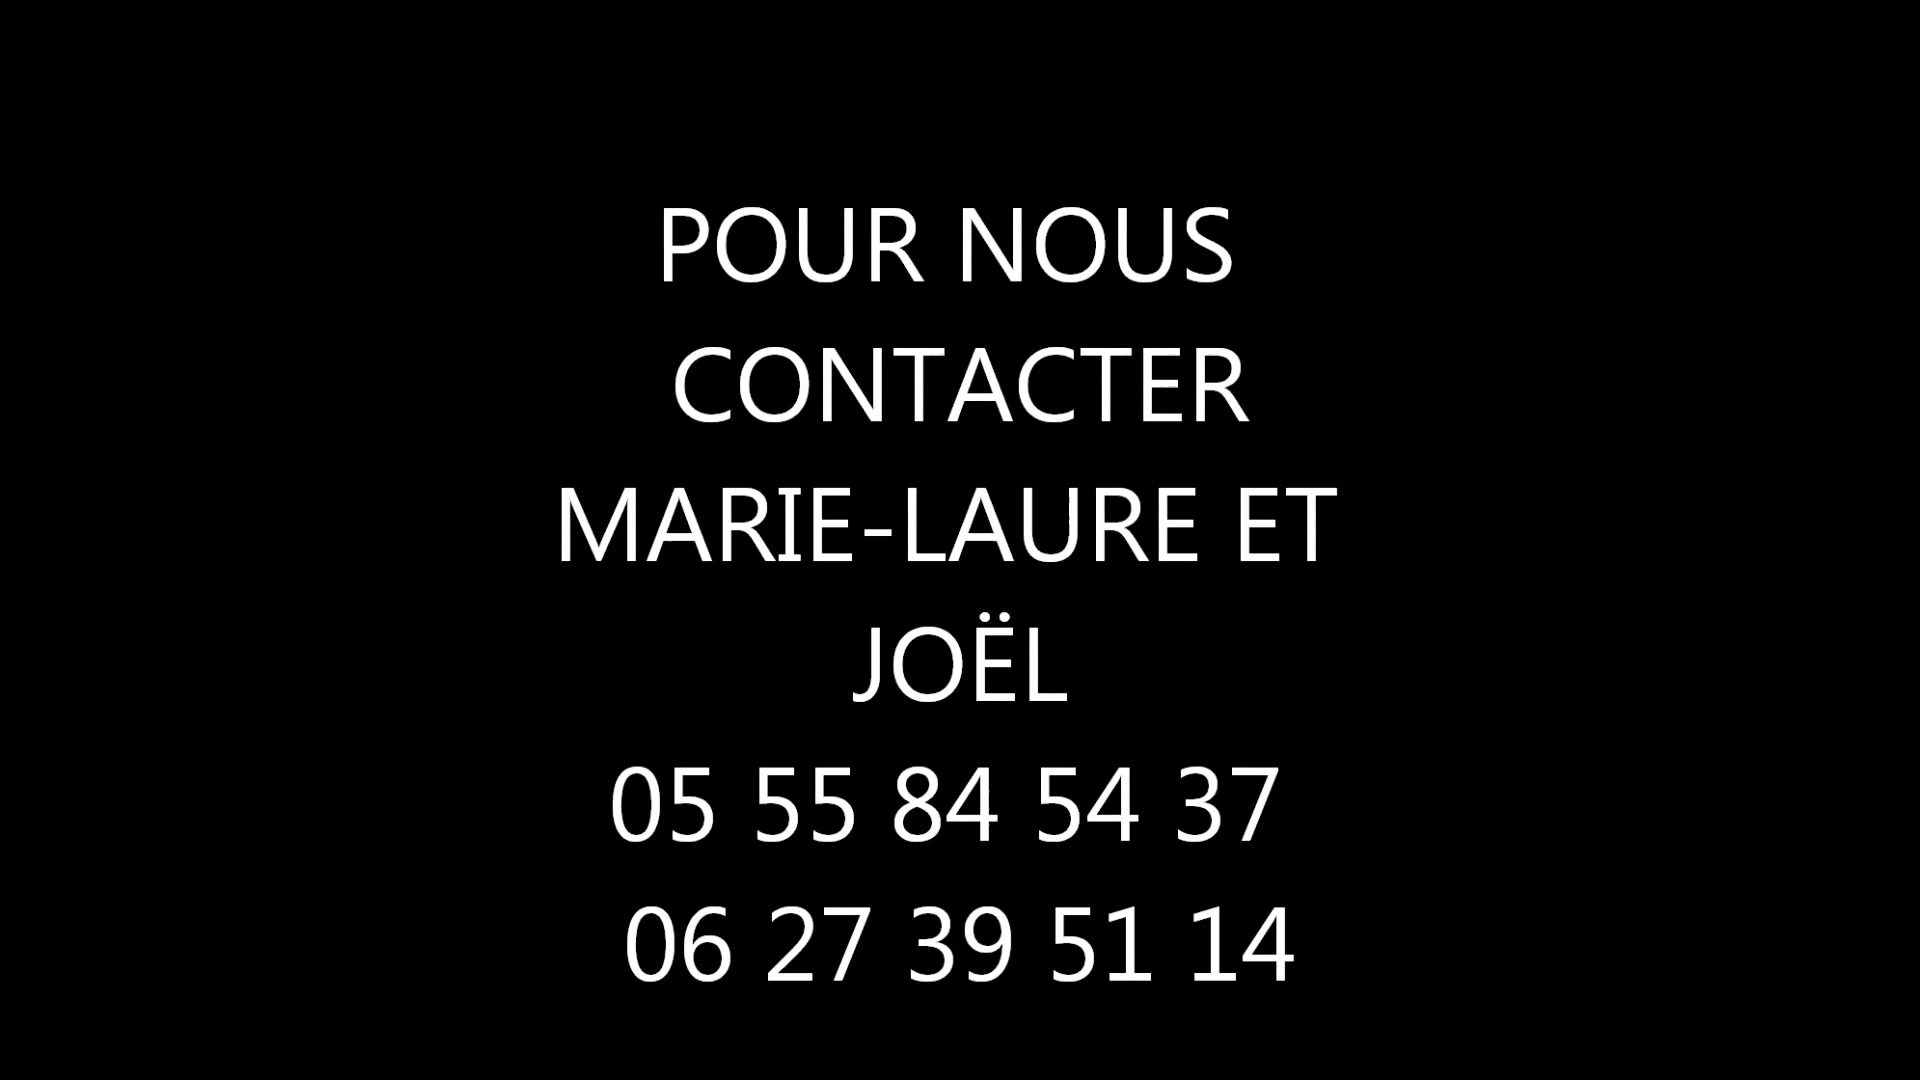 POUR NOUS
CONTACTER
MARIE-LAURE ET
JOËL
05 55 84 54 37
06 27 39 51 14